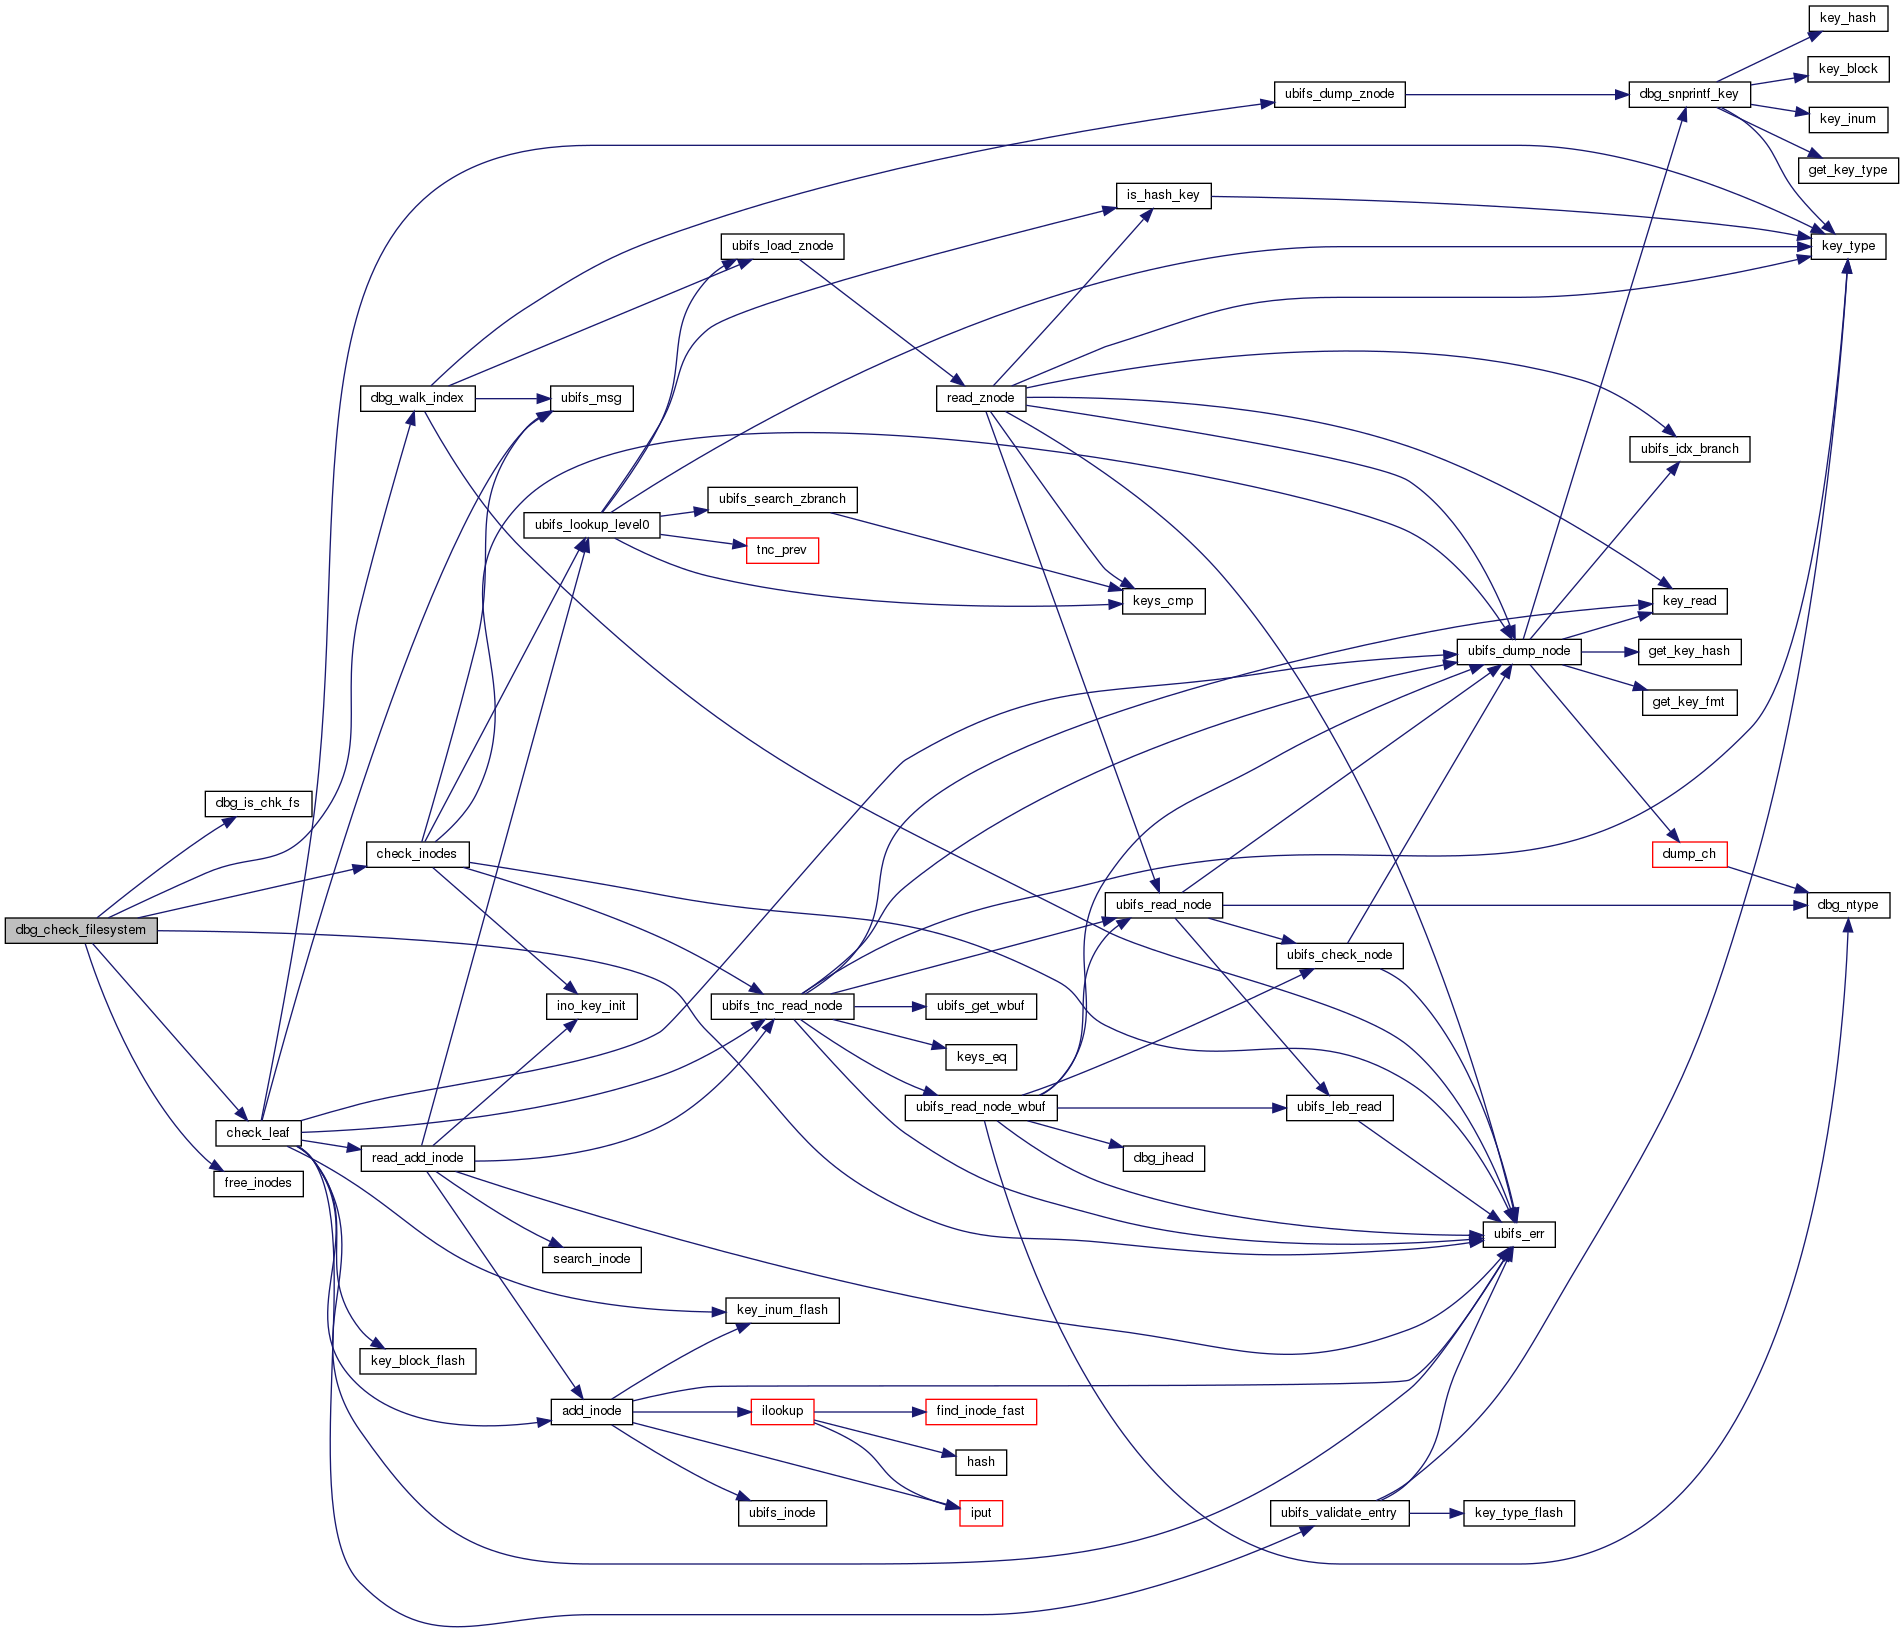 dbg_check_filesystem
dbg_is_chk_fs
check_leaf
free_inodes
dbg_walk_index
check_inodes
read_add_inode
key_block_flash
ubifs_msg
ubifs_lookup_level0
ino_key_init
search_inode
add_inode
ubifs_load_znode
ubifs_search_zbranch
tnc_prev
ubifs_tnc_read_node
key_inum_flash
ilookup
ubifs_inode
read_znode
ubifs_get_wbuf
keys_eq
ubifs_read_node_wbuf
find_inode_fast
hash
iput
is_hash_key
keys_cmp
ubifs_read_node
dbg_jhead
ubifs_dump_znode
ubifs_check_node
ubifs_leb_read
ubifs_validate_entry
ubifs_dump_node
ubifs_err
key_type_flash
dbg_snprintf_key
ubifs_idx_branch
key_read
get_key_hash
get_key_fmt
dump_ch
key_hash
key_block
key_inum
get_key_type
key_type
dbg_ntype